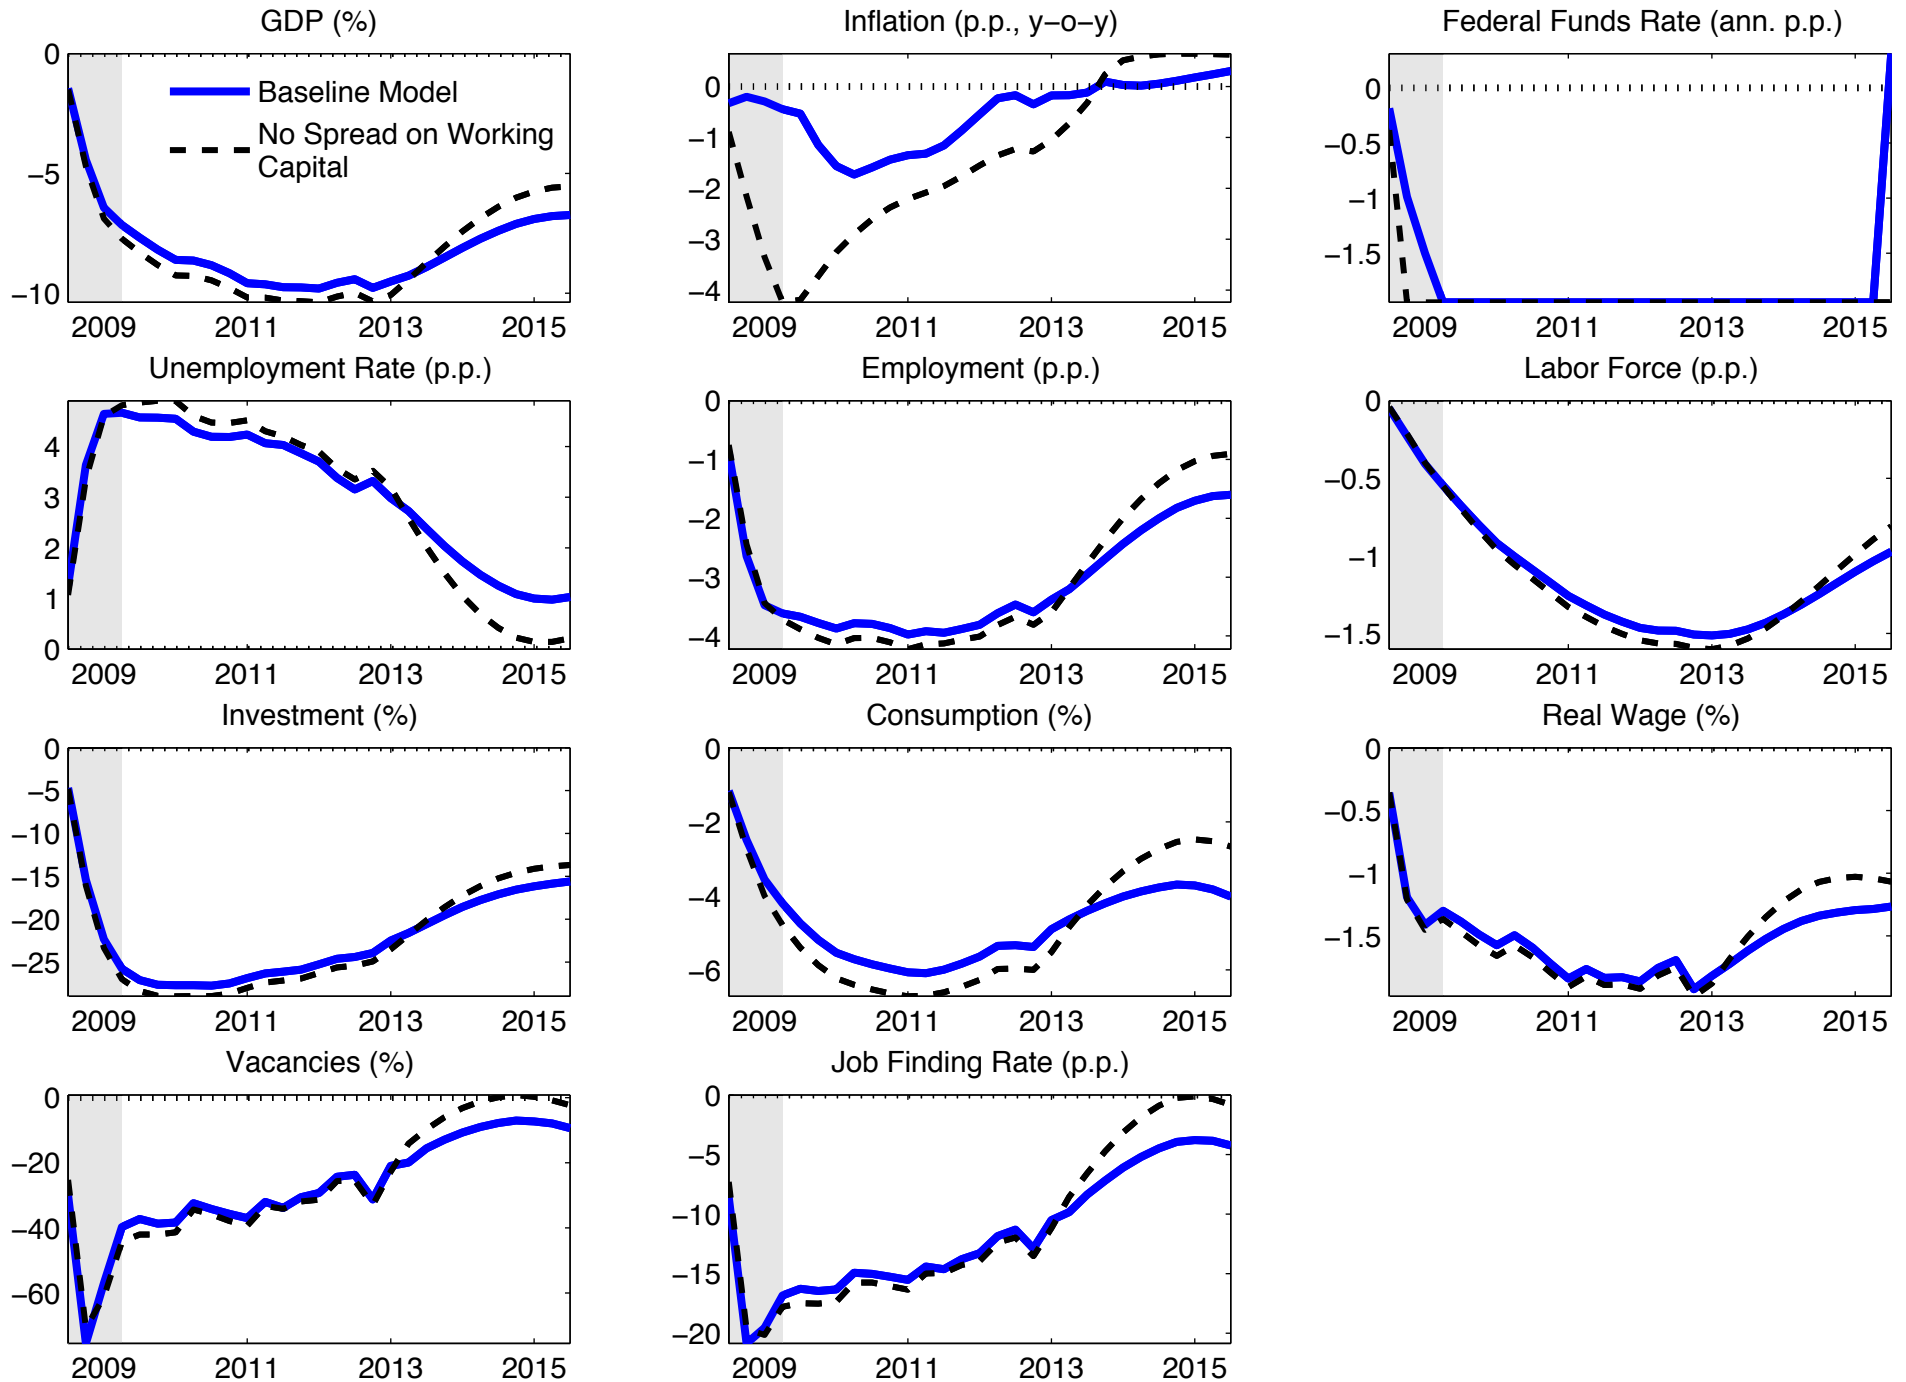 GDP (%)
0
−5
−10
2009 2011 2013 2015
Baseline Model
No Spread on Working
Capital
Inflation (p.p., y−o−y)
0
−1
−2
−3
−4
2009 2011 2013 2015
Federal Funds Rate (ann. p.p.)
0
−0.5
−1
−1.5
2009 2011 2013 2015
Unemployment Rate (p.p.)
4
3
2
1
0
2009 2011 2013 2015
Employment (p.p.)
0
−1
−2
−3
−4
2009 2011 2013 2015
Labor Force (p.p.)
0
−0.5
−1
−1.5
2009 2011 2013 2015
Investment (%)
0
−5
−10
−15
−20
−25
2009 2011 2013 2015
Consumption (%)
0
−2
−4
−6
2009 2011 2013 2015
Real Wage (%)
0
−0.5
−1
−1.5
2009 2011 2013 2015
Vacancies (%)
0
−20
−40
−60
2009 2011 2013 2015
Job Finding Rate (p.p.)
0
−5
−10
−15
−20
2009 2011 2013 2015